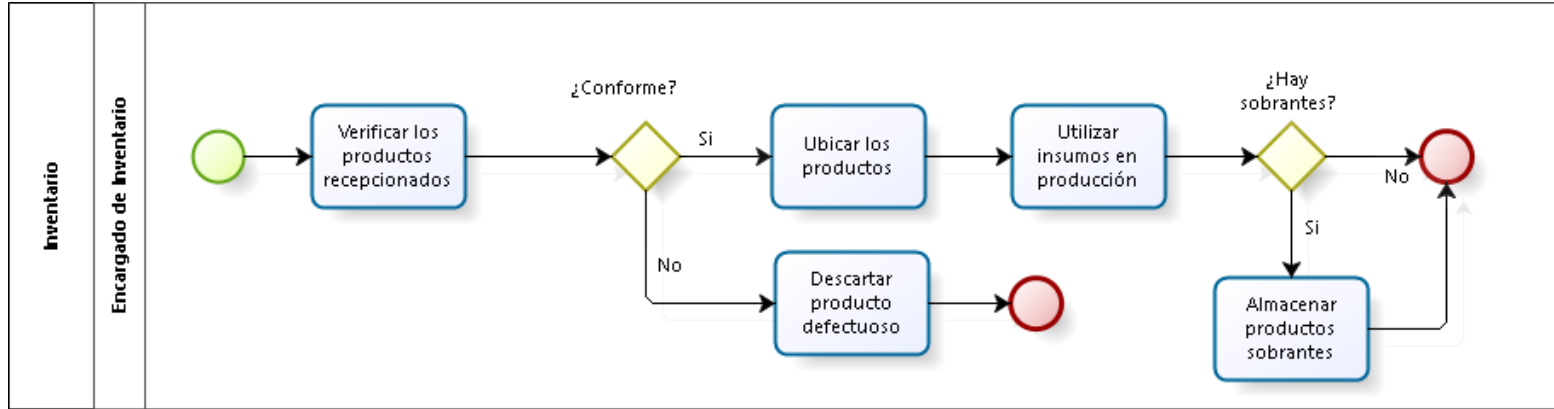 Inventario
Encargado de Inventario
Verificar los
productos
recepcionados
¿Conforme?
Si
Ubicar los
productos
Utilizar
insumos en
producción
¿Hay
sobrantes?
No
Si
Almacenar
productos
sobrantes
No
Descartar
producto
defectuoso